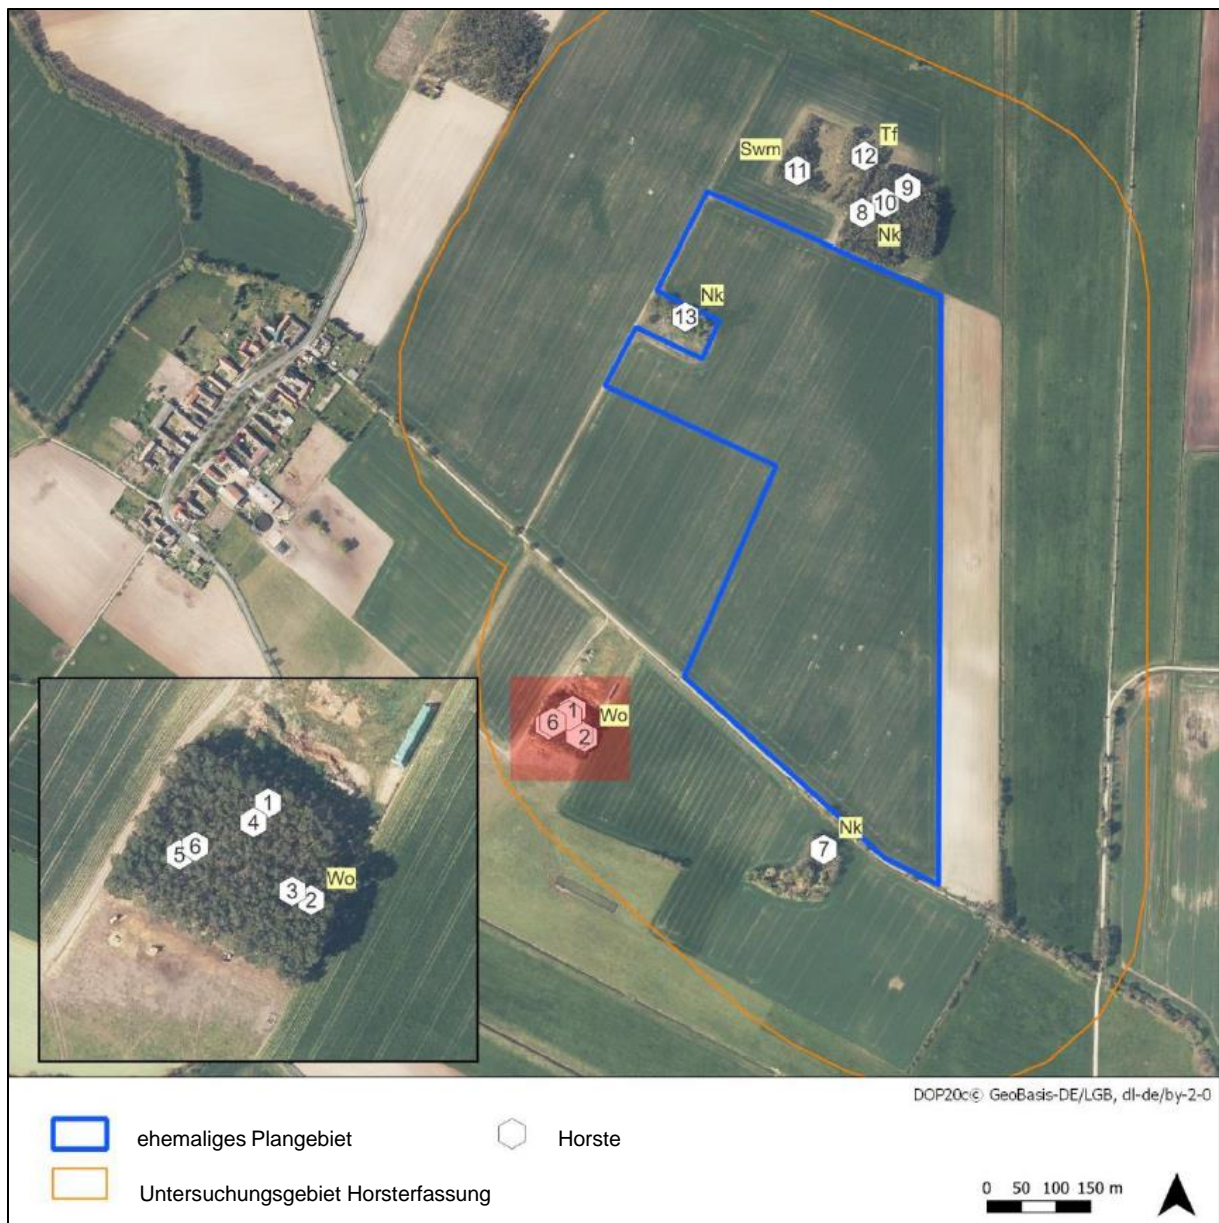 Swm
Tf
11
12
9
10
8
Nk
Nk
13
1
Wo
6
2
1
4
6
5
Wo
3
2
Nk
7
DOP20c© GeoBasis-DE/LGB, dl-de/by-2-0
ehemaliges Plangebiet
Horste
Untersuchungsgebiet Horsterfassung
0 50 100 150 m